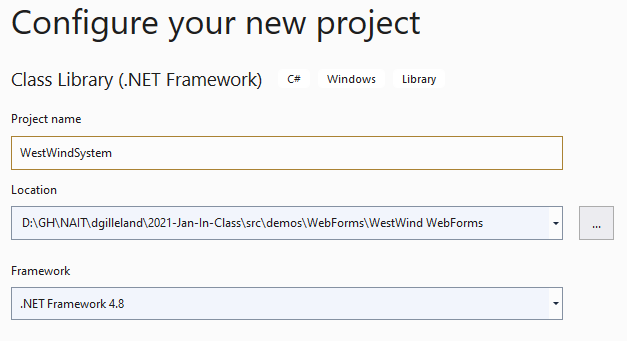 Configure your new project
Class Library (.NET Framework) C# Windows Library
Project name
WestWindSystem
Location
D:\GH\NAIT\dgilleland\2021-Jan-In-Class\src\demos\WebForms\WestWind WebForms
...
Framework
.NET Framework 4.8